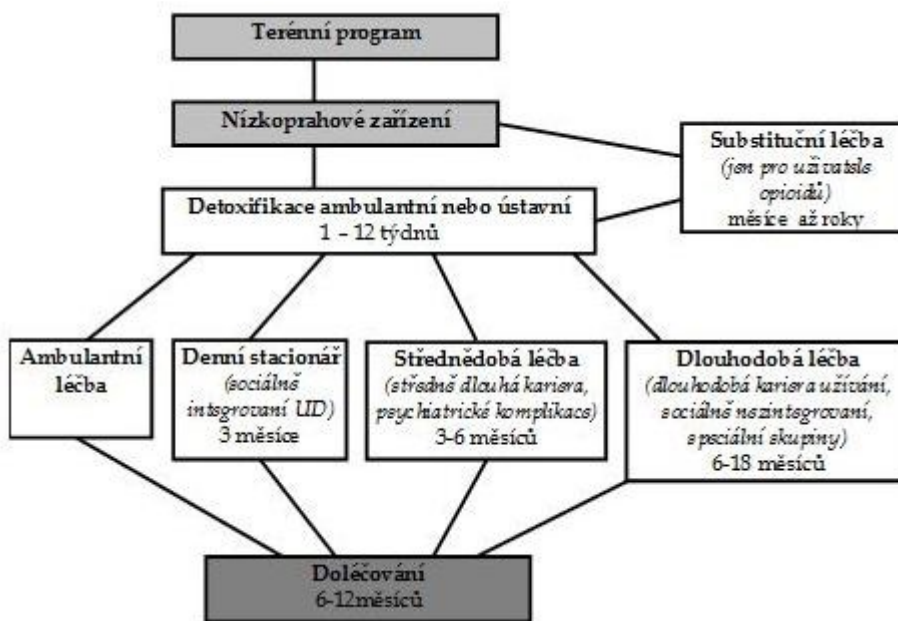 Terénní program
Nízkoprahové zařízení
Substituční léčba
(jen pro uživatele
opioidů)
měsíce až roky
Detoxifikace ambulantní nebo ústavní
1 – 12 týdnů
Ambulantní
léčba
Denní stacionář
(sociálně
integrovaní UD)
3 měsíce
Střednědobá léčba
(středně dlouhá kariera,
psychiatrické komplikace)
3-6 měsíců
Dlouhodobá léčba
(dlouhodobá kariera užívání,
sociálně nezintegrovaní,
speciální skupiny)
6-18 měsíců
Doléčování
6-12měsíců